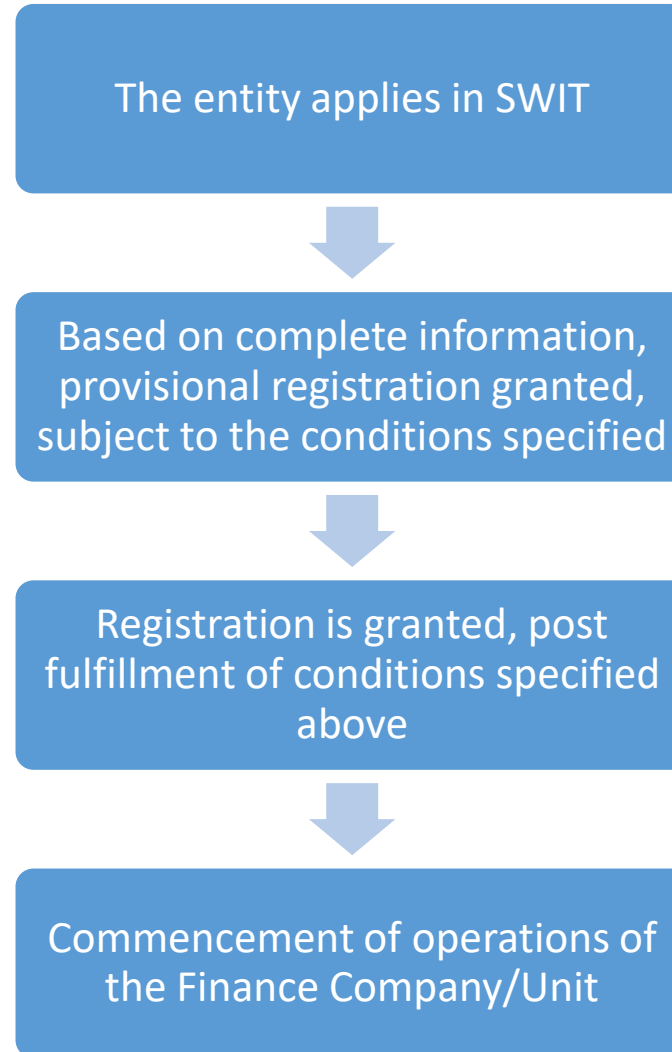 The entity applies in SWIT
Based on complete information,
provisional registration granted,
subject to the conditions specified
Registration is granted, post
fulfillment of conditions specified
above
Commencement of operations of
the Finance Company/Unit